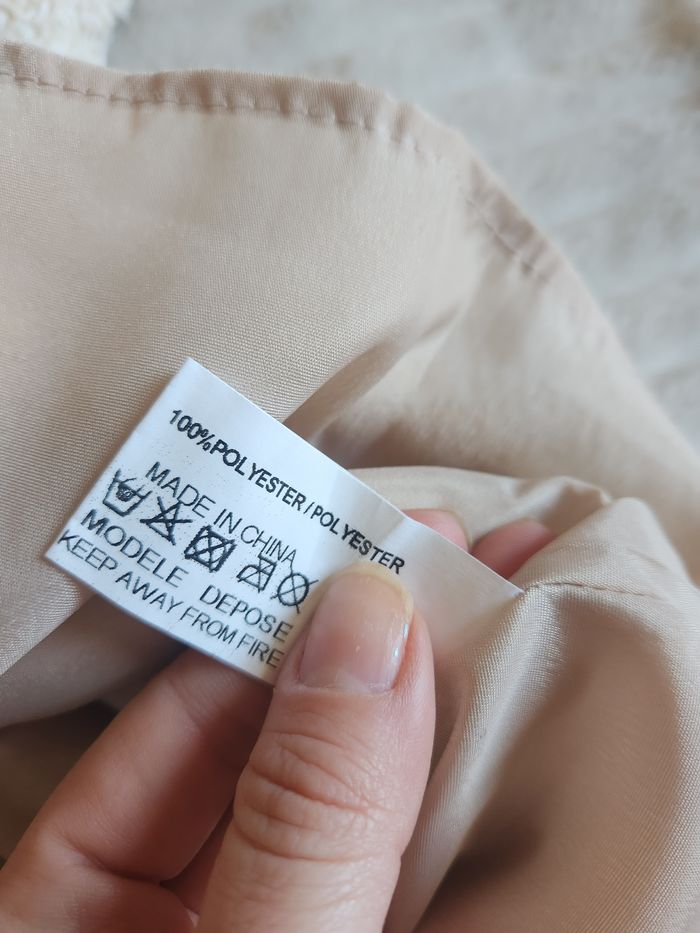 100%POLYESTER/POLYESTER
MADE IN CHINA
MODELE DEPOSE
KEEP AWAY FROM FIRE